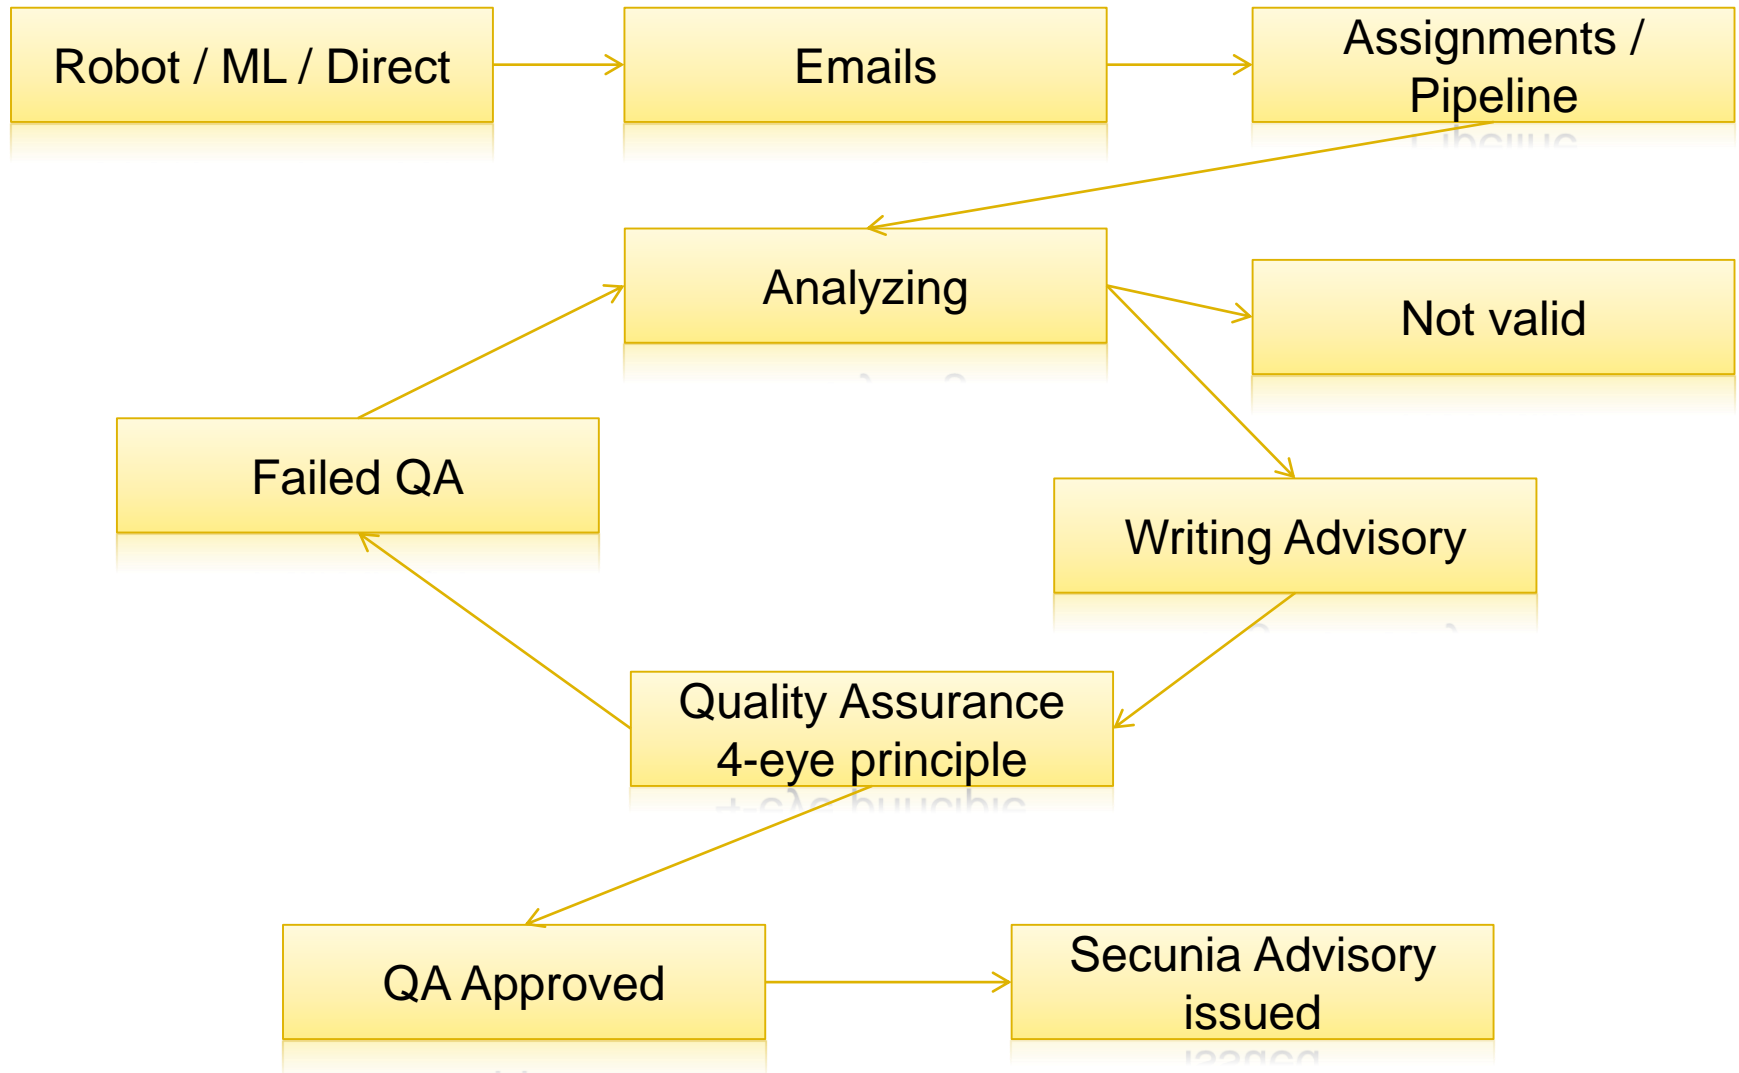 Robot / ML / Direct
Emails
Assignments /
Pipeline
Analyzing
Not valid
Failed QA
Writing Advisory
Quality Assurance
4-eye principle
QA Approved
Secunia Advisory
issued